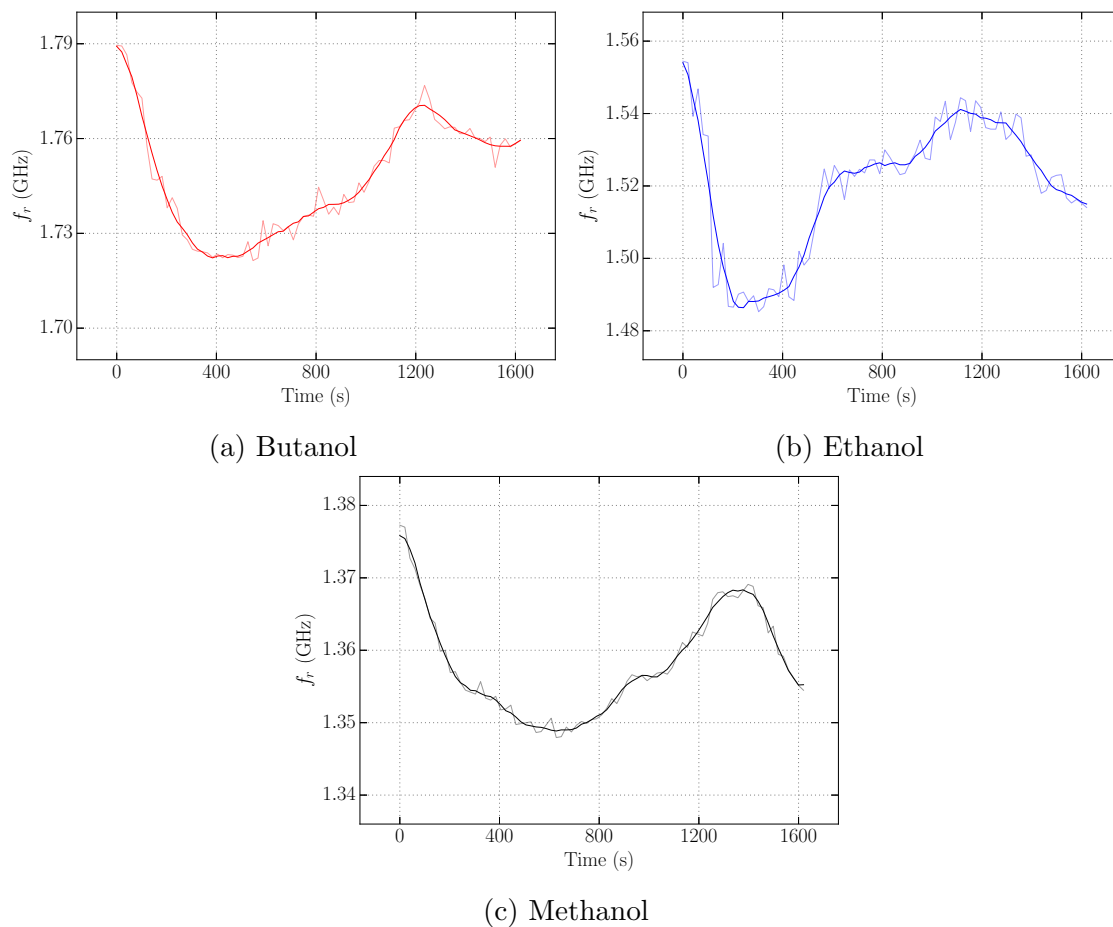 1.79
1.76
1.73
1.70
f_r (GHz)
0 400 800 1200 1600
Time (s)
(a) Butanol
1.56
1.54
1.52
1.50
1.48
f_r (GHz)
0 400 800 1200 1600
Time (s)
(b) Ethanol
1.38
1.37
1.36
1.35
1.34
f_r (GHz)
0 400 800 1200 1600
Time (s)
(c) Methanol